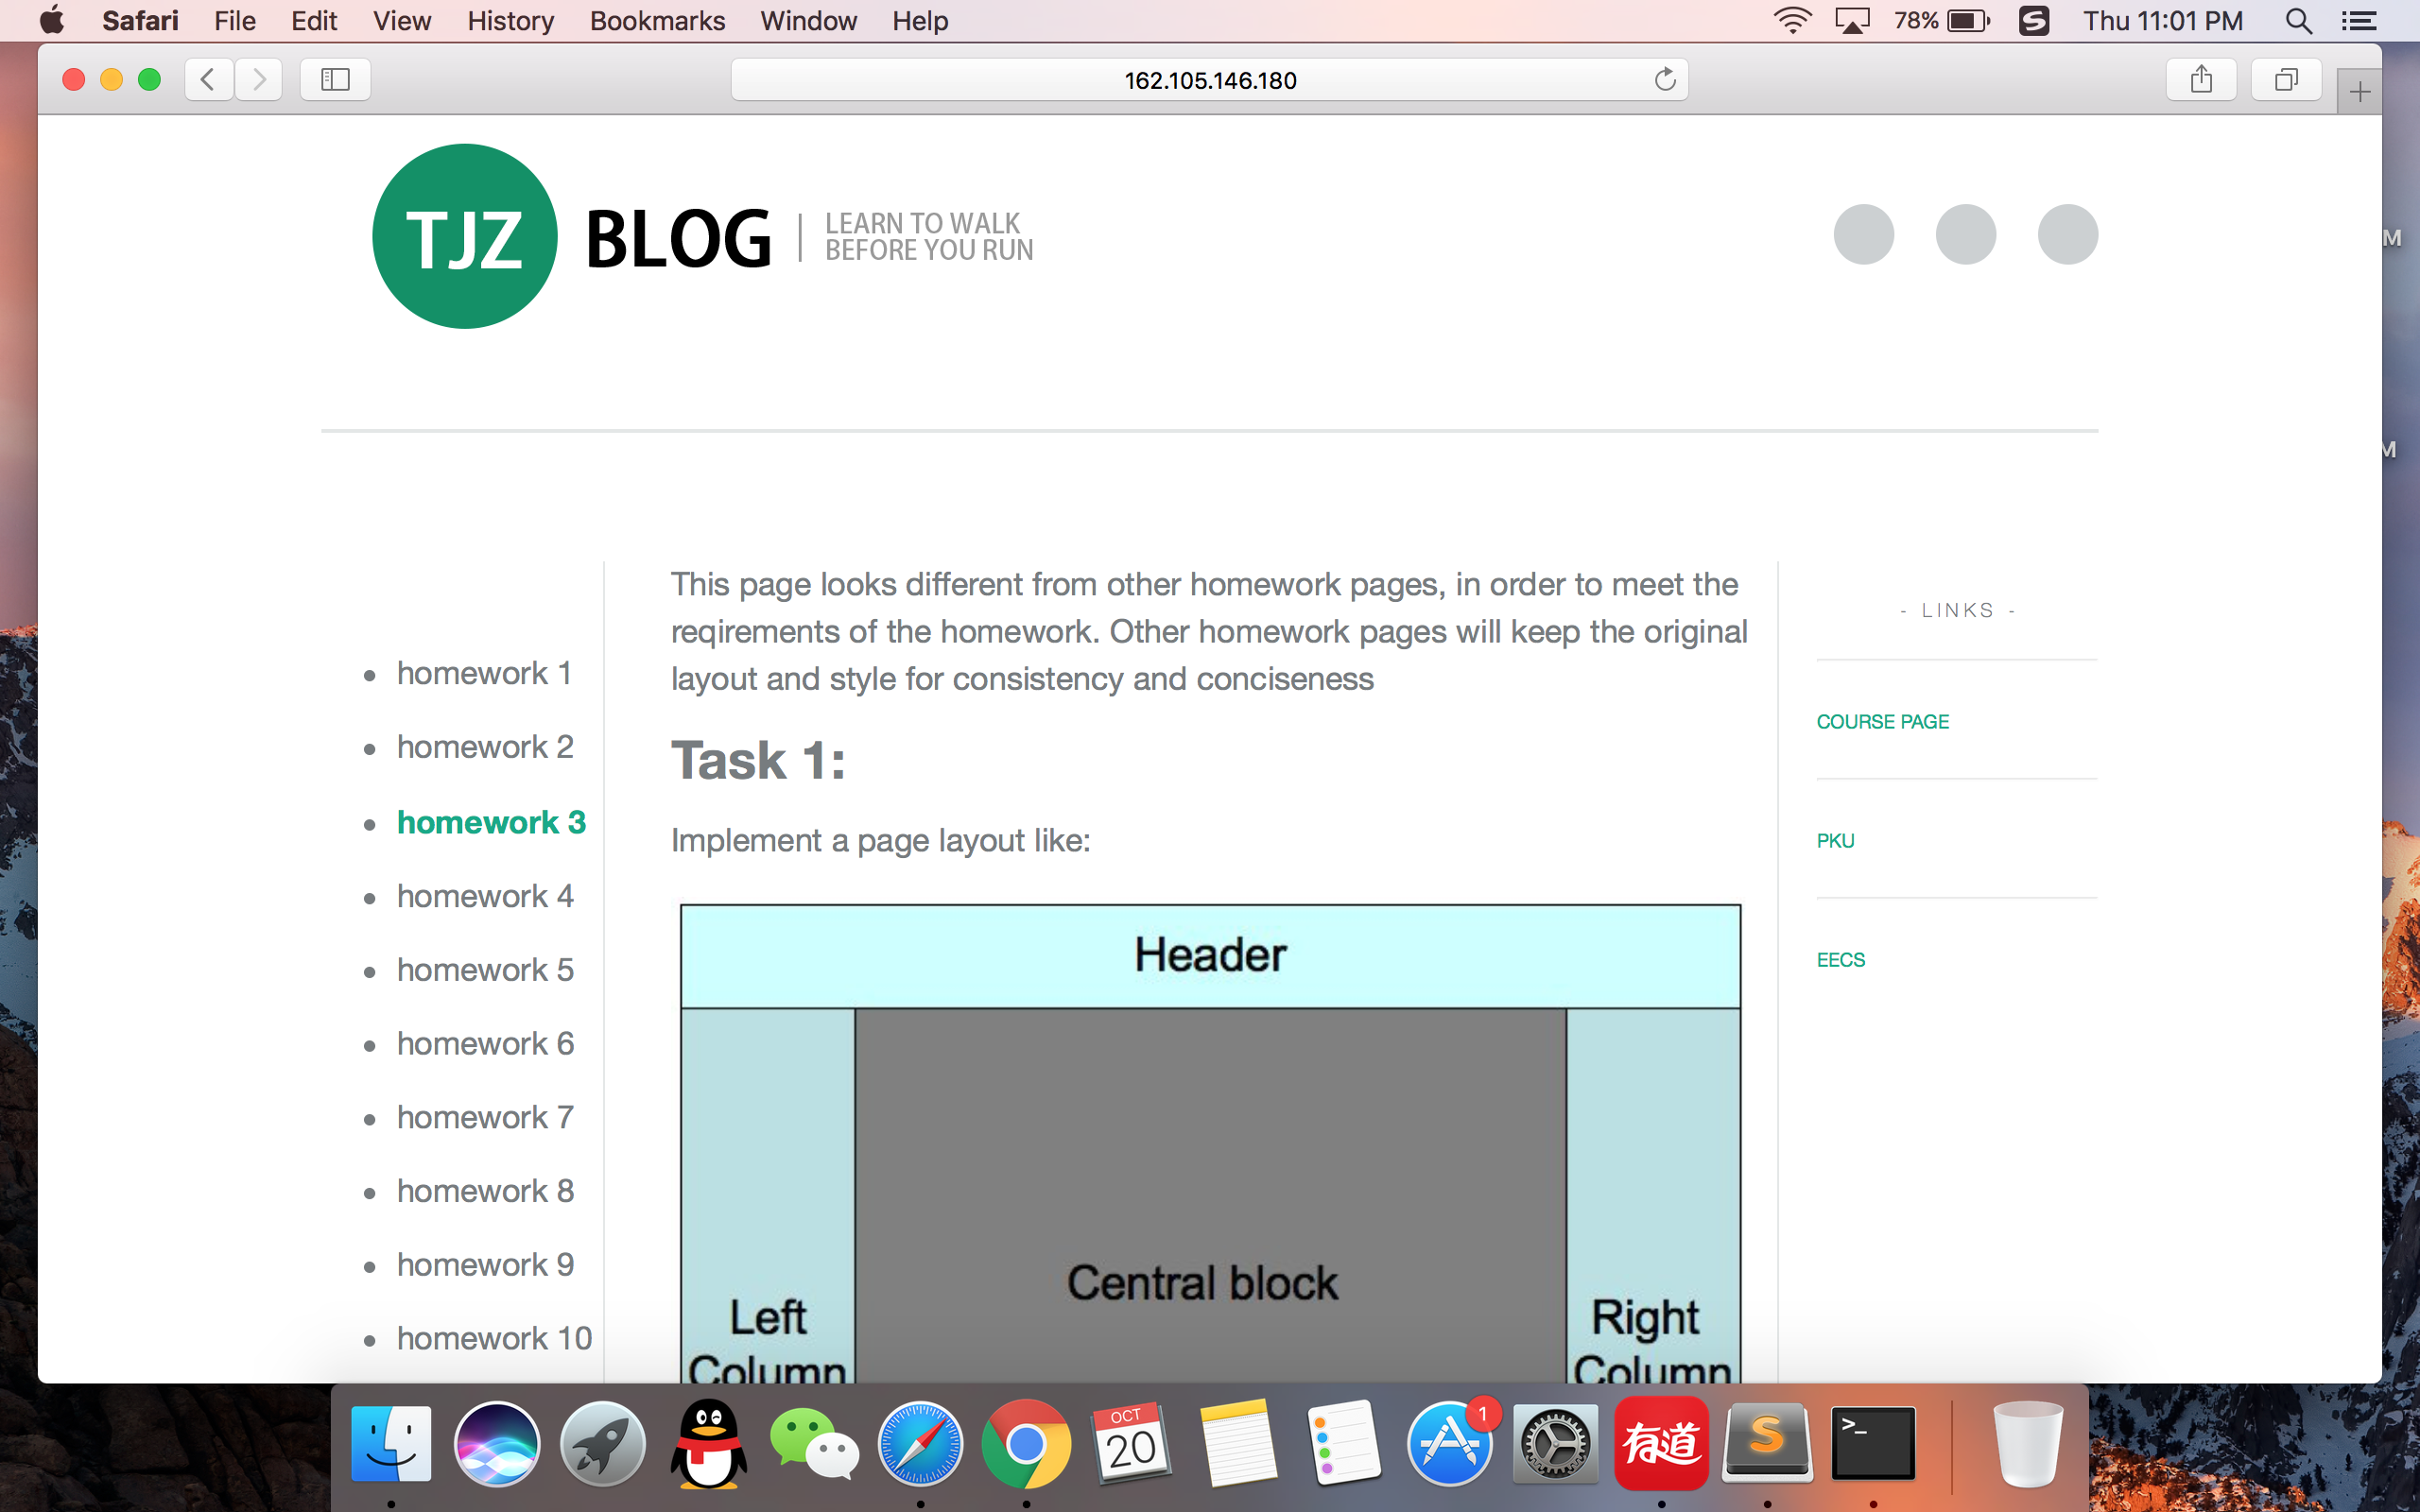 Safari File Edit View History Bookmarks Window Help 78% Thu 11:01 PM
162.105.146.180
TJZ BLOG LEARN TO WALK
BEFORE YOU RUN
M
M
This page looks different from other homework pages, in order to meet the
reqirements of the homework. Other homework pages will keep the original
layout and style for consistency and conciseness
Task 1:
Implement a page layout like:
Header
Central block
Left
Column
Right
Column
homework 1
homework 2
homework 3
homework 4
homework 5
homework 6
homework 7
homework 8
homework 9
homework 10
- LINKS -
COURSE PAGE
PKU
EECS
OCT
20
1
有道
S
>_